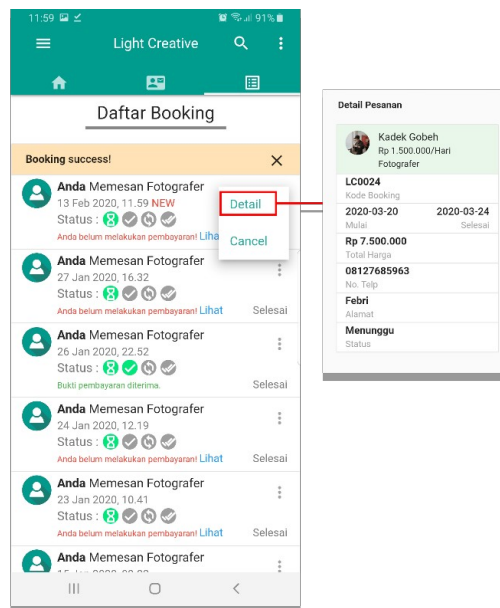 11:59 91%
Light Creative
Daftar Booking
Booking success!
Anda Memesan Fotografer
13 Feb 2020, 11.59 NEW
Status :
Anda belum melakukan pembayaran! Liha
Detail
Cancel
Anda Memesan Fotografer
27 Jan 2020, 16.32
Status :
Anda belum melakukan pembayaran! Lihat Selesai
Anda Memesan Fotografer
26 Jan 2020, 22.52
Status :
Bukti pembayaran diterima. Selesai
Anda Memesan Fotografer
24 Jan 2020, 12.19
Status :
Anda belum melakukan pembayaran! Lihat Selesai
Anda Memesan Fotografer
23 Jan 2020, 10.41
Status :
Anda belum melakukan pembayaran! Lihat Selesai
Anda Memesan Fotografer
Detail Pesanan
Kadek Gobeh
Rp 1.500.000/Hari
Fotografer
LC0024
Kode Booking
2020-03-20 2020-03-24
Mulai Selesai
Rp 7.500.000
Total Harga
08127685963
No. Telp
Febri
Alamat
Menunggu
Status